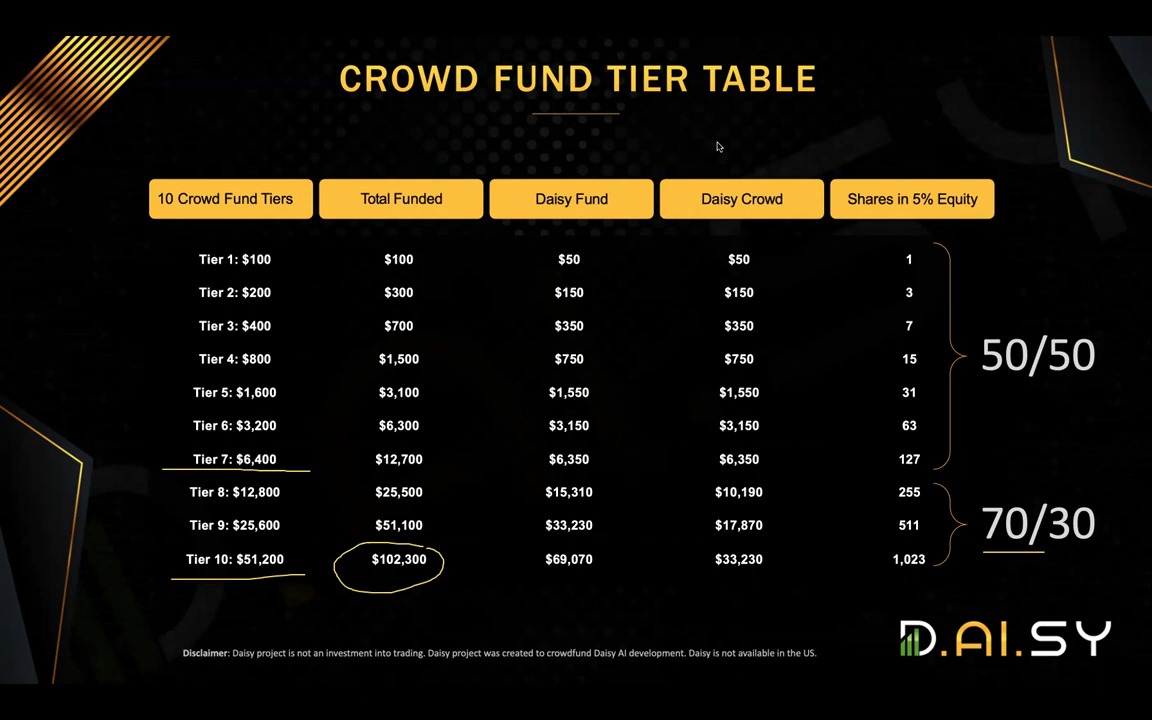 CROWD FUND TIER TABLE
10 Crowd Fund Tiers Total Funded Daisy Fund Daisy Crowd Shares in 5% Equity
Tier 1: $100 $100 $50 $50 1
Tier 2: $200 $300 $150 $150 3
Tier 3: $400 $700 $350 $350 7
Tier 4: $800 $1,500 $750 $750 15
50/50
Tier 5: $1,600 $3,100 $1,550 $1,550 31
Tier 6: $3,200 $6,300 $3,150 $3,150 63
Tier 7: $6,400 $12,700 $6,350 $6,350 127
Tier 8: $12,800 $25,500 $15,310 $10,190 255
Tier 9: $25,600 $51,100 $33,230 $17,870 511
70/30
Tier 10: $51,200 $102,300 $69,070 $33,230 1,023
D.AI.SY
Disclaimer: Daisy project is not an investment into trading. Daisy project was created to crowdfund Daisy AI development. Daisy is not available in the US.